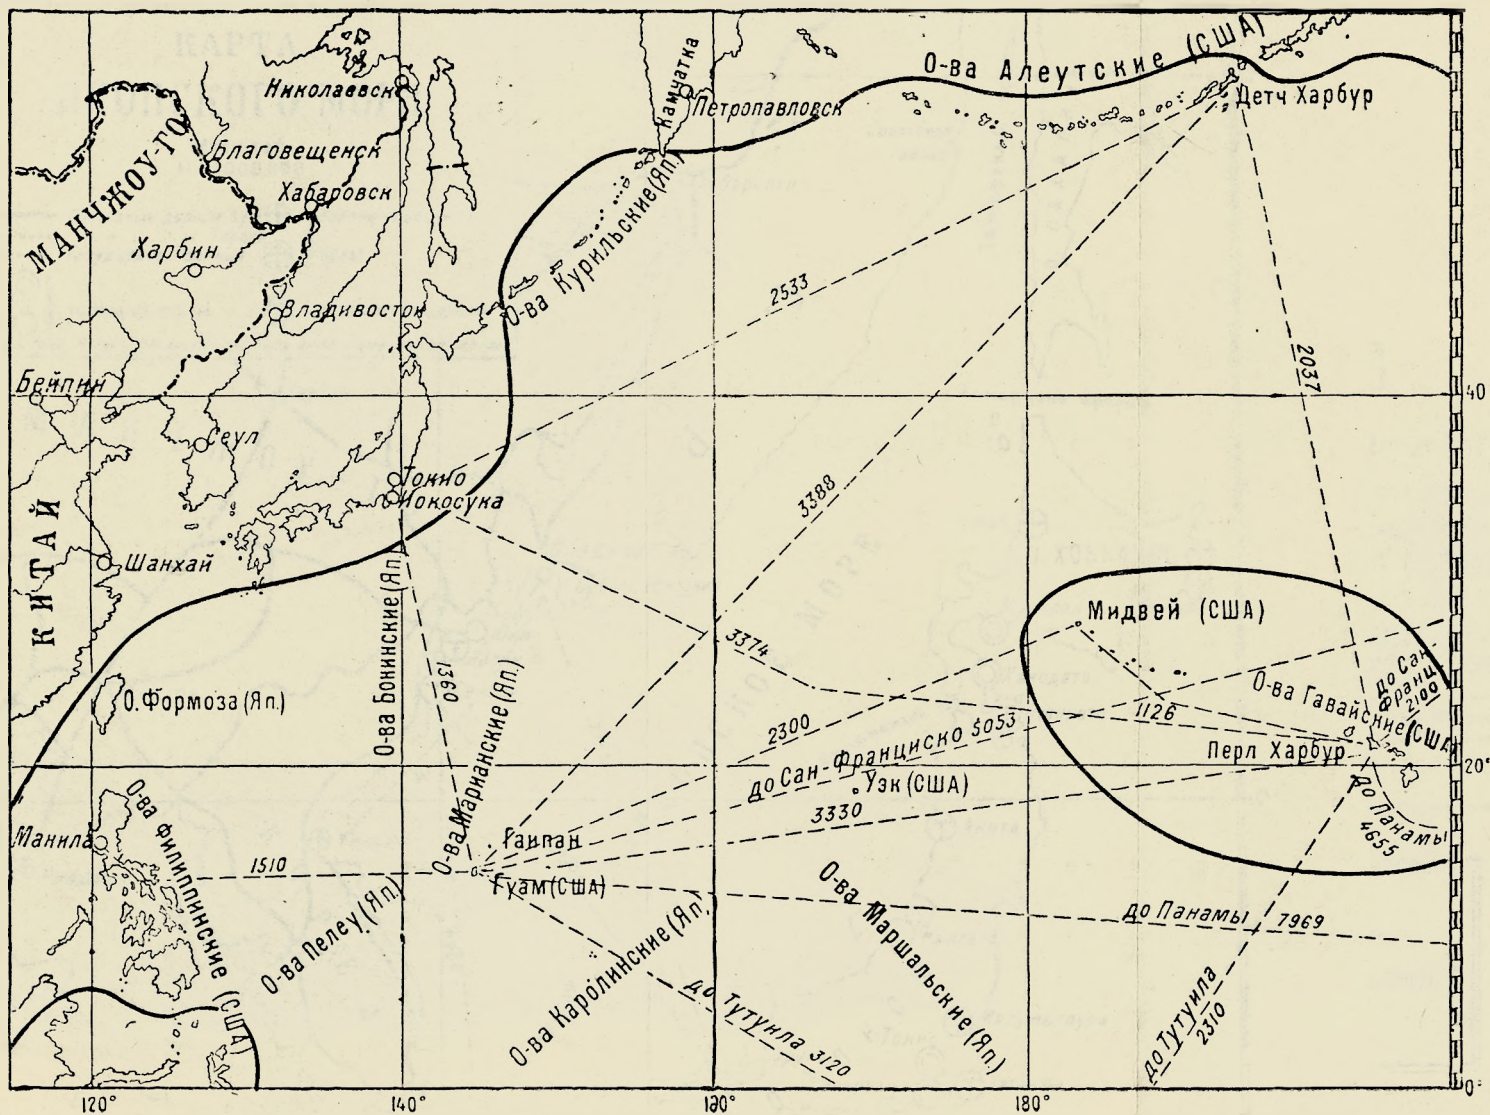 О-ва Алеутские (США)
Николаевск
Камчатка
Петропавловск
Детч Харбур
МАНЧЖОУ-ГО
Благовещенск
Хабаровск
О-ва Курильские (Яп.)
Харбин
Владивосток
2533
2037
Бейпин
40
Сеул
Токио
Иокосука
3388
КИТАЙ
Шанхай
О-ва Бонинские (Яп.)
Мидвей (США)
3374
1360
О. Формоза (Яп.)
О-ва Марианские (Яп.)
2300
до Сан-Франциско 5053
1126
О-ва Гавайские (США)
до Сан
Франц
2100
Перл Харбур
20°
Уэк (США)
3330
до Панамы
4655
О-ва Филиппинские (США)
Манила
Гаипан
1510
Гуам (США)
О-ва Пелеу (Яп.)
О-ва Каролинские (Яп.)
О-ва Маршальские (Яп.)
до Панамы 7969
до Тутуила 3120
до Тутуила
2310
0°
120°
140°
160°
180°